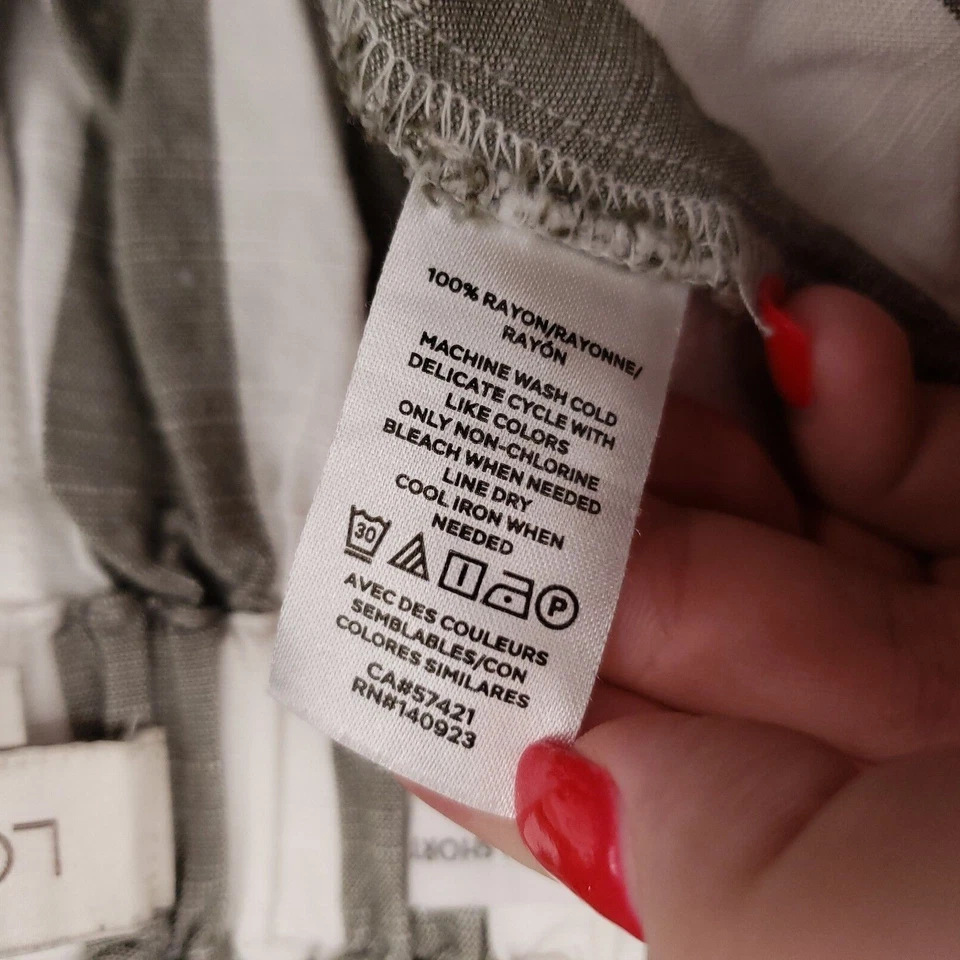 100% RAYON/RAYONNE/
RAYÓN
MACHINE WASH COLD
DELICATE CYCLE WITH
LIKE COLORS
ONLY NON-CHLORINE
BLEACH WHEN NEEDED
LINE DRY
COOL IRON WHEN
NEEDED
30 P
AVEC DES COULEURS
SEMBLABLES/CON
COLORES SIMILARES
CA#57421
RN#140923